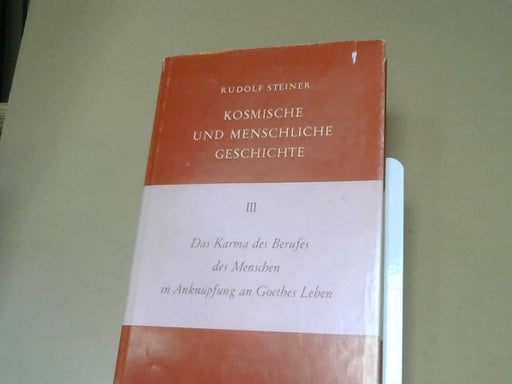 RUDOLF STEINER
KOSMISCHE
UND MENSCHLICHE
GESCHICHTE
III
Das Karma des Berufes
des Menschen
in Anknüpfung an Goethes Leben